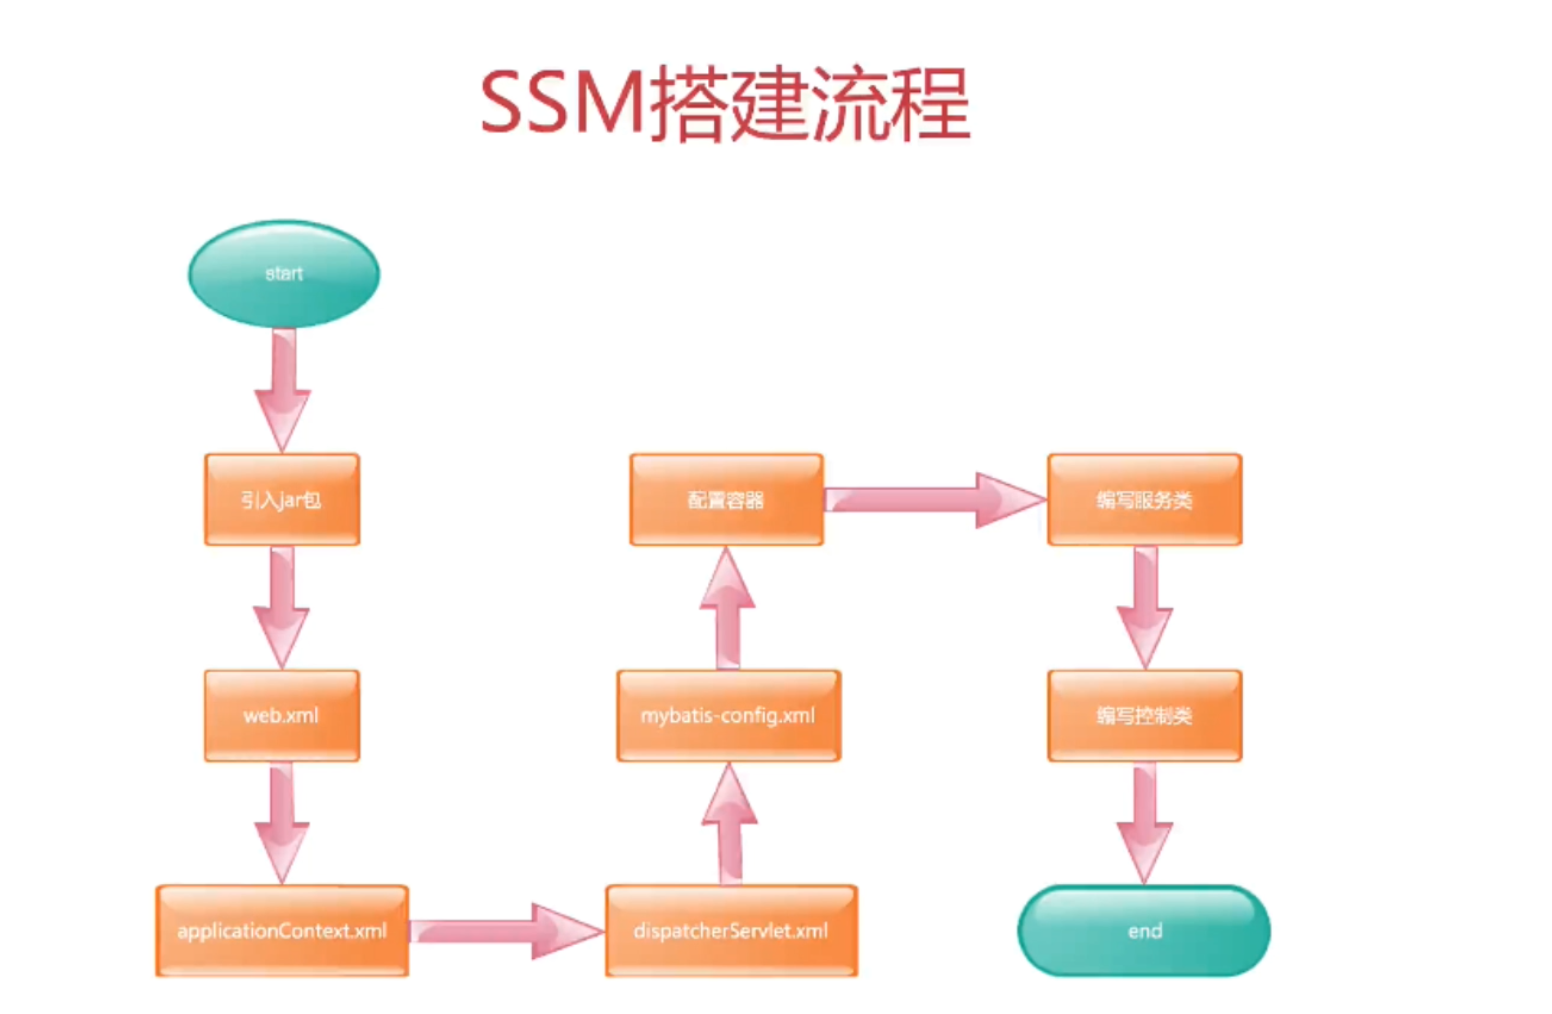 SSM搭建流程
start
引入jar包
web.xml
applicationContext.xml
dispatcherServlet.xml
mybatis-config.xml
配置容器
编写服务类
编写控制类
end